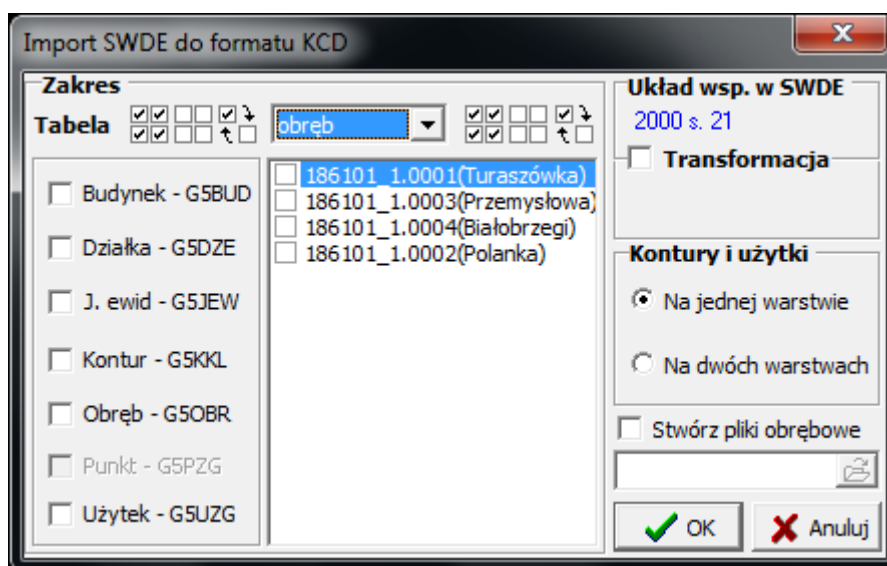 Import SWDE do formatu KCD
Zakres
Tabela
obręb
Budynek - G5BUD
Działka - G5DZE
J. ewid - G5JEW
Kontur - G5KKL
Obręb - G5OBR
Punkt - G5PZG
Użytek - G5UZG
186101_1.0001(Turaszówka)
186101_1.0003(Przemysłowa)
186101_1.0004(Białobrzegi)
186101_1.0002(Polanka)
Układ wsp. w SWDE
2000 s. 21
Transformacja
Kontury i użytki
Na jednej warstwie
Na dwóch warstwach
Stwórz pliki obrębowe
OK
Anuluj